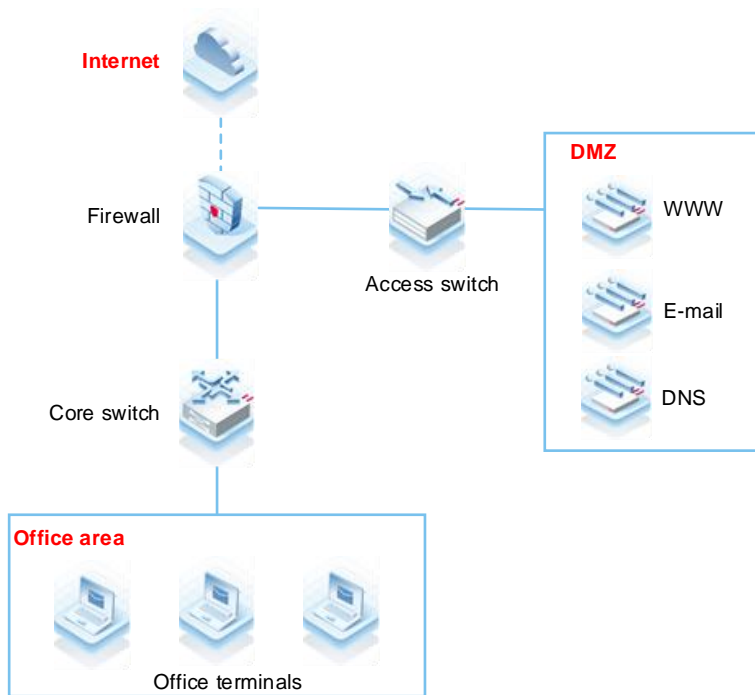 Internet
DMZ
WWW
Firewall
Access switch
E-mail
DNS
Core switch
Office area
Office terminals